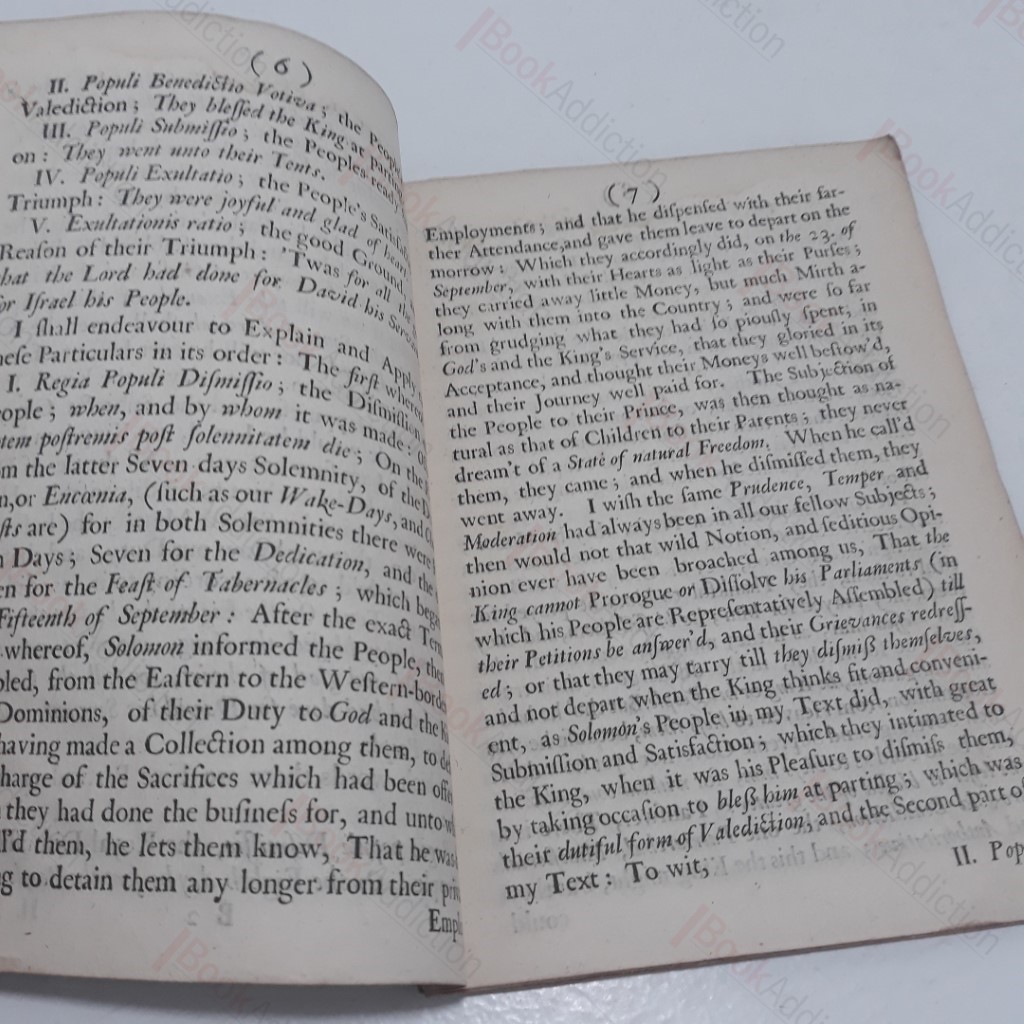 (6)
II. Populi Benedictio Votiva; the People
Valediction; They bleſſed the King at parti
III. Populi Submiſſio; the Peoples ready
on: They went unto their Tents.
IV. Populi Exultatio; the People's Satisf
Triumph: They were joyful and glad of heart
V. Exultationis ratio; the good Ground,
Reaſon of their Triumph: 'Twas for all the
hat the Lord had done for David his Serv
or Iſrael his People.
I ſhall endeavour to Explain and Apply
heſe Particulars in its order: The firſt whereo
I. Regia Populi Diſmiſſio; the Diſmiſſion
ople; when, and by whom it was made: O
tem poſtremis poſt ſolennitatem die; On the
m the latter Seven days Solemnity, of the D
n, or Encœnia, (ſuch as our Wake-Days, and
ſts are) for in both Solemnities there were
n Days; Seven for the Dedication, and the
en for the Feaſt of Tabernacles; which bega
Fifteenth of September: After the exact Ter
whereof, Solomon informed the People, the
bled, from the Eaſtern to the Weſtern-borde
Dominions, of their Duty to God and the K
having made a Collection among them, to de
harge of the Sacrifices which had been offe
they had done the buſineſs for, and unto w
l'd them, he lets them know, That he was
g to detain them any longer from their priv
Empl
(7)
Employments; and that he diſpenſed with their far-
ther Attendance, and gave them leave to depart on the
morrow: Which they accordingly did, on the 23. of
September, with their Hearts as light as their Purſes;
they carried away little Money, but much Mirth a-
long with them into the Country; and were ſo far
from grudging what they had ſo piouſly ſpent, in
God's and the King's Service, that they gloried in its
Acceptance, and thought their Moneys well beſtow'd,
and their Journey well paid for. The Subjection of
the People to their Prince, was then thought as na-
tural as that of Children to their Parents; they never
dream't of a State of natural Freedom. When he call'd
them, they came; and when he diſmiſſed them, they
went away. I wiſh the ſame Prudence, Temper and
Moderation had always been in all our fellow Subjects;
then would not that wild Notion, and ſeditious Opi-
nion ever have been broached among us, That the
King cannot Prorogue or Diſſolve his Parliaments (in
which his People are Repreſentatively Aſſembled) till
their Petitions be anſwer'd, and their Grievances redreſſ-
ed; or that they may tarry till they diſmiß themſelves,
and not depart when the King thinks fit and conveni-
ent, as Solomon's People in my Text did, with great
Submiſſion and Satisfaction; which they intimated to
the King, when it was his Pleaſure to diſmiſs them,
by taking occaſion to bleſs him at parting; which was
their dutiful form of Valediction, and the Second part of
my Text: To wit,
II. Pop
BookAddiction